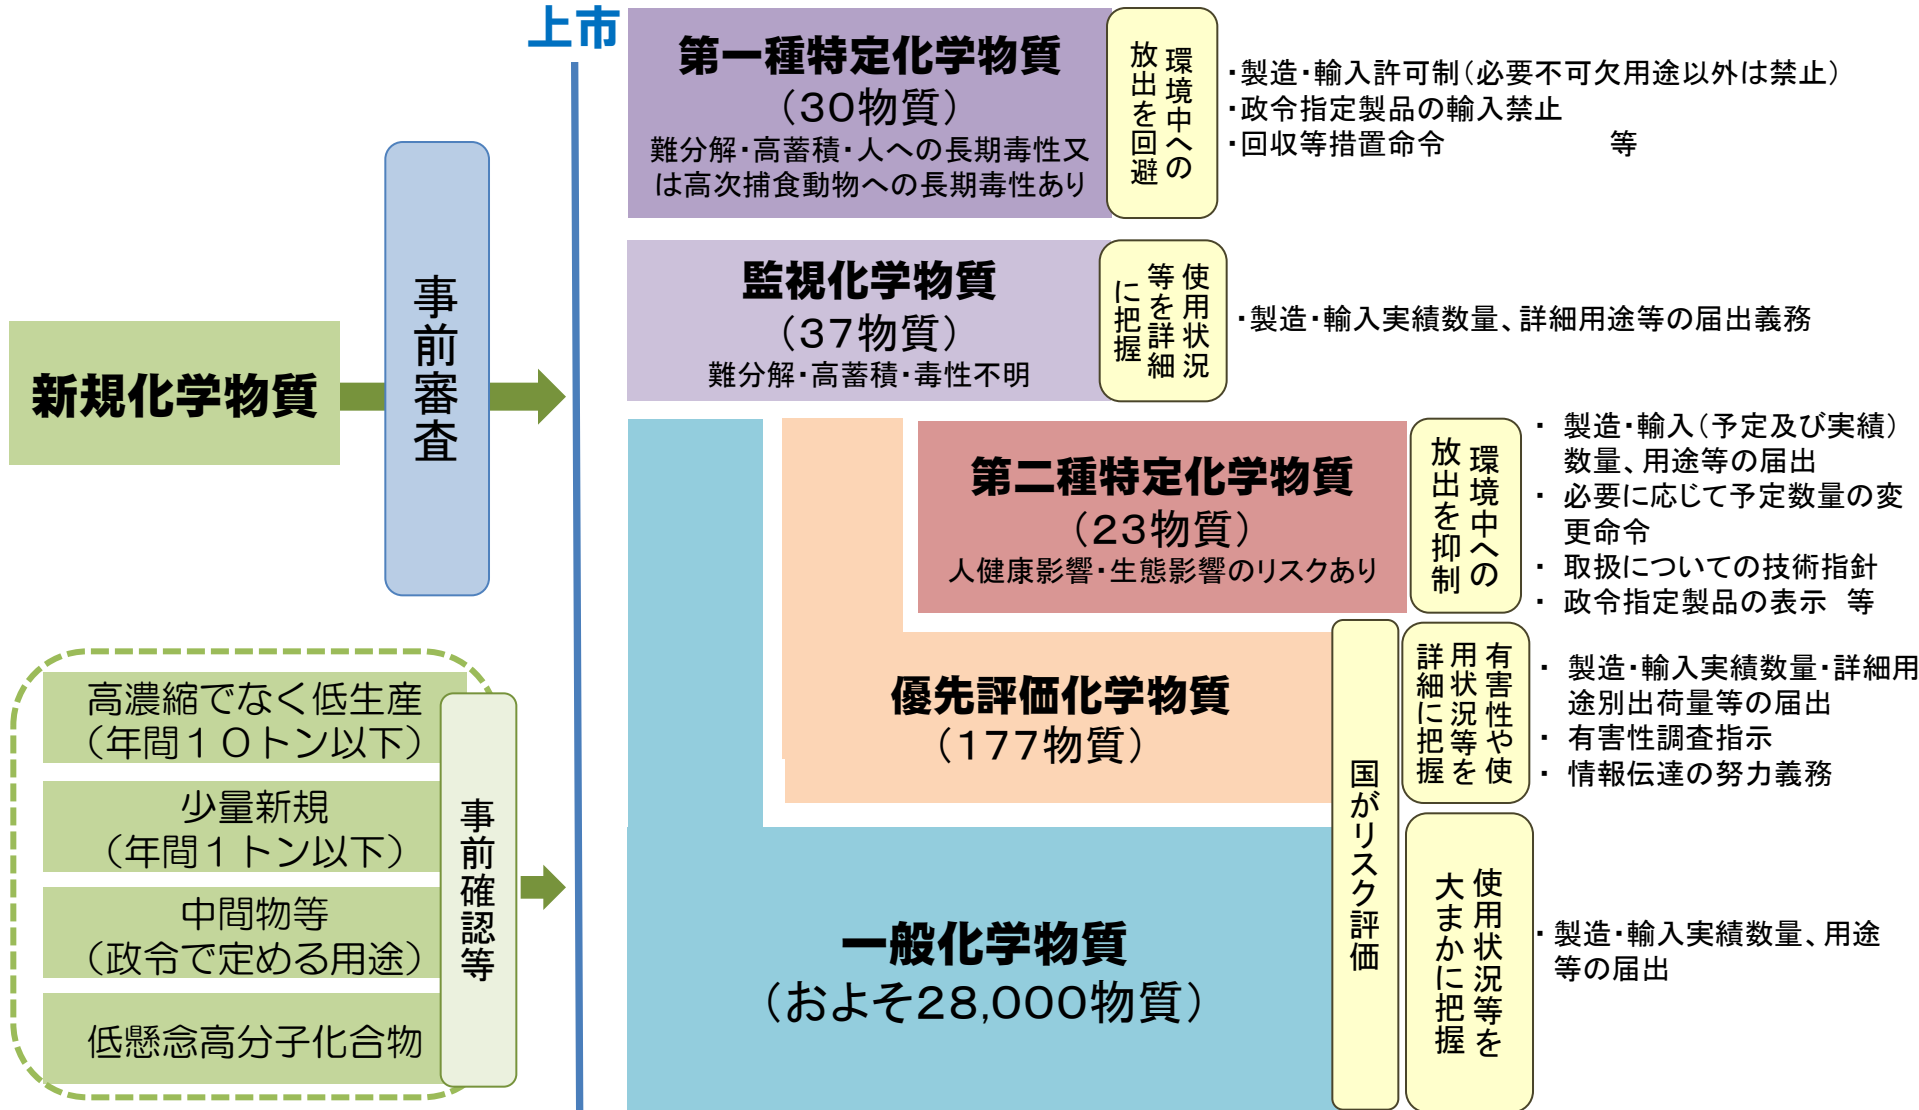 上市
新規化学物質
事前審査
高濃縮でなく低生産
（年間１０トン以下）
少量新規
（年間１トン以下）
中間物等
（政令で定める用途）
低懸念高分子化合物
事前確認等
第一種特定化学物質
（30物質）
難分解・高蓄積・人への長期毒性又
は高次捕食動物への長期毒性あり
環境中への
放出を回避
・製造・輸入許可制（必要不可欠用途以外は禁止）
・政令指定製品の輸入禁止
・回収等措置命令　　　　　　等
監視化学物質
（37物質）
難分解・高蓄積・毒性不明
使用状況
等を詳細
に把握
・製造・輸入実績数量、詳細用途等の届出義務
第二種特定化学物質
（23物質）
人健康影響・生態影響のリスクあり
環境中への
放出を抑制
・ 製造・輸入（予定及び実績）
数量、用途等の届出
・ 必要に応じて予定数量の変
更命令
・ 取扱についての技術指針
・ 政令指定製品の表示　等
優先評価化学物質
（177物質）
国がリスク評価
有害性や使
用状況等を
詳細に把握
・ 製造・輸入実績数量・詳細用
途別出荷量等の届出
・ 有害性調査指示
・ 情報伝達の努力義務
一般化学物質
（およそ28,000物質）
使用状況等を
大まかに把握
・製造・輸入実績数量、用途
等の届出